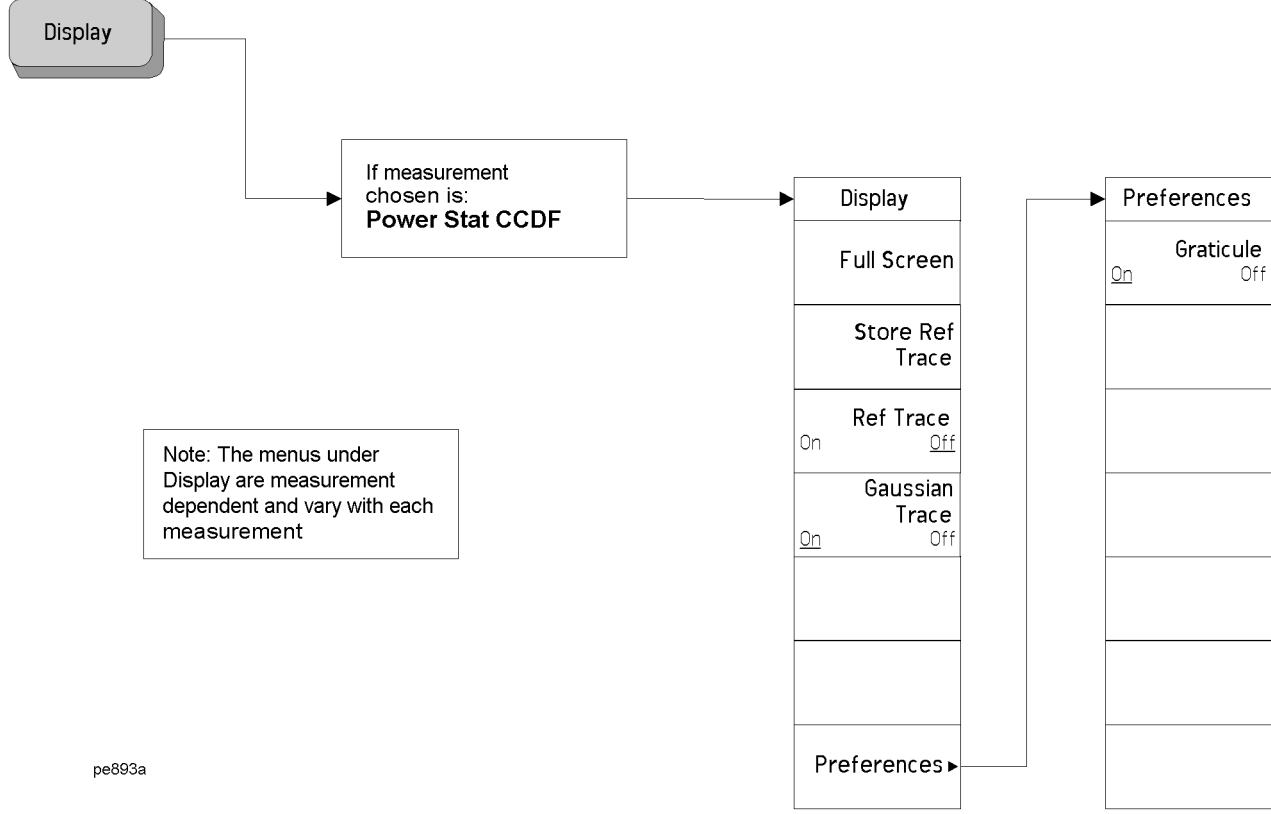 Display
If measurement
chosen is:
Power Stat CCDF
Note: The menus under
Display are measurement
dependent and vary with each
measurement
pe893a
Display
Full Screen
Store Ref
Trace
Ref Trace
On Off
Gaussian
Trace
On Off
Preferences
Preferences
Graticule
On Off